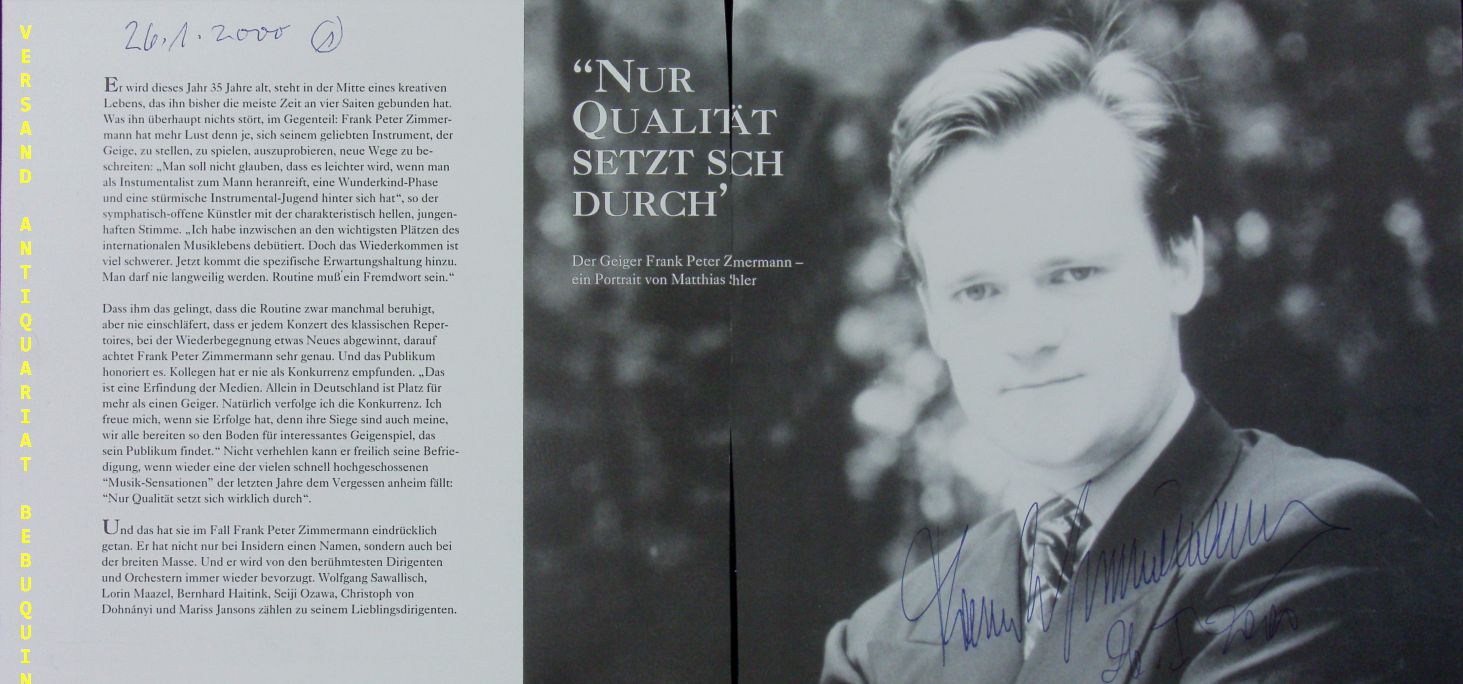 VERSAND ANTIQUARIAT BEBUQUIN
26.1.2000 1
Er wird dieses Jahr 35 Jahre alt, steht in der Mitte eines kreativen
Lebens, das ihn bisher die meiste Zeit an vier Saiten gebunden hat.
Was ihn überhaupt nichts stört, im Gegenteil: Frank Peter Zimmer-
mann hat mehr Lust denn je, sich seinem geliebten Instrument, der
Geige, zu stellen, zu spielen, auszuprobieren, neue Wege zu be-
schreiten: „Man soll nicht glauben, dass es leichter wird, wenn man
als Instumentalist zum Mann heranreift, eine Wunderkind-Phase
und eine stürmische Instrumental-Jugend hinter sich hat“, so der
symphatisch-offene Künstler mit der charakteristisch hellen, jungen-
haften Stimme. „Ich habe inzwischen an den wichtigsten Plätzen des
internationalen Musiklebens debütiert. Doch das Wiederkommen ist
viel schwerer. Jetzt kommt die spezifische Erwartungshaltung hinzu.
Man darf nie langweilig werden. Routine muß ein Fremdwort sein.“
Dass ihm das gelingt, dass die Routine zwar manchmal beruhigt,
aber nie einschläfert, dass er jedem Konzert des klassischen Reper-
toires, bei der Wiederbegegnung etwas Neues abgewinnt, darauf
achtet Frank Peter Zimmermann sehr genau. Und das Publikum
honoriert es. Kollegen hat er nie als Konkurrenz empfunden. „Das
ist eine Erfindung der Medien. Allein in Deutschland ist Platz für
mehr als einen Geiger. Natürlich verfolge ich die Konkurrenz. Ich
freue mich, wenn sie Erfolge hat, denn ihre Siege sind auch meine,
wir alle bereiten so den Boden für interessantes Geigenspiel, das
sein Publikum findet.“ Nicht verhehlen kann er freilich seine Befrie-
digung, wenn wieder eine der vielen schnell hochgeschossenen
“Musik-Sensationen” der letzten Jahre dem Vergessen anheim fällt:
“Nur Qualität setzt sich wirklich durch“.
Und das hat sie im Fall Frank Peter Zimmermann eindrücklich
getan. Er hat nicht nur bei Insidern einen Namen, sondern auch bei
der breiten Masse. Und er wird von den berühmtesten Dirigenten
und Orchestern immer wieder bevorzugt. Wolfgang Sawallisch,
Lorin Maazel, Bernhard Haitink, Seiji Ozawa, Christoph von
Dohnányi und Mariss Jansons zählen zu seinem Lieblingsdirigenten.
“NUR
QUALITÄT
SETZT SCH
DURCH’
Der Geiger Frank Peter Zmermann –
ein Portrait von Matthias hler